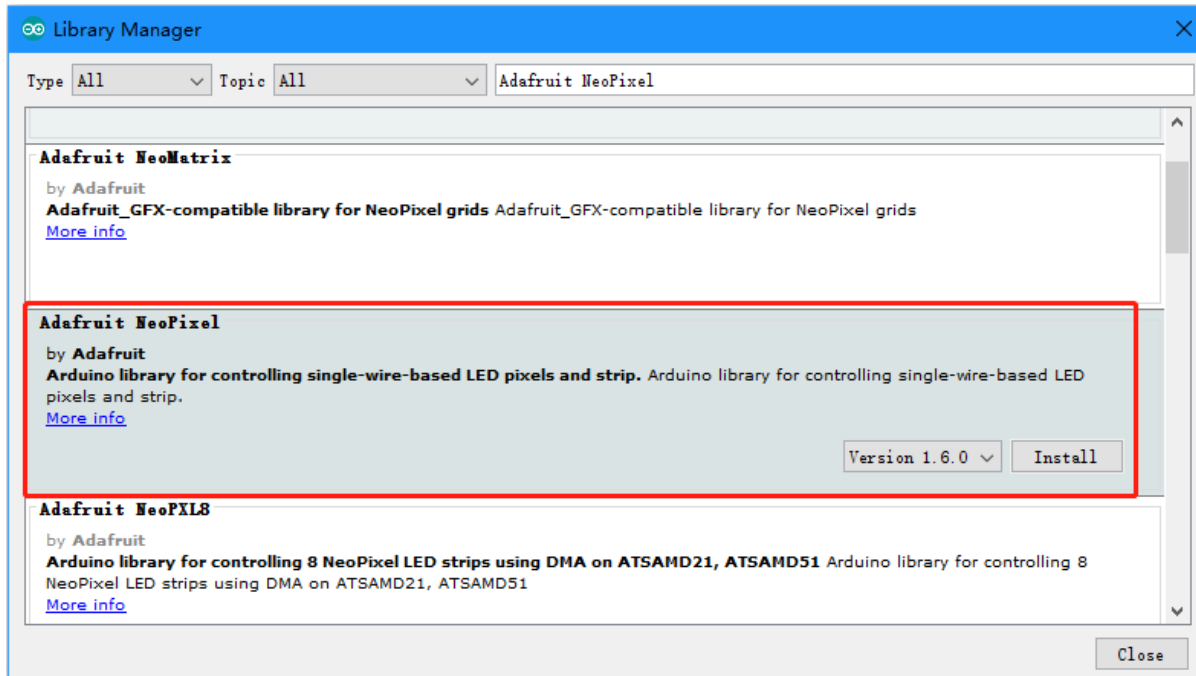 Library Manager
Type All Topic All Adafruit NeoPixel
Adafruit NeoMatrix
by Adafruit
Adafruit_GFX-compatible library for NeoPixel grids Adafruit_GFX-compatible library for NeoPixel grids
More info
Adafruit NeoPixel
by Adafruit
Arduino library for controlling single-wire-based LED pixels and strip. Arduino library for controlling single-wire-based LED
pixels and strip.
More info
Version 1.6.0 Install
Adafruit NeoPXL8
by Adafruit
Arduino library for controlling 8 NeoPixel LED strips using DMA on ATSAMD21, ATSAMD51 Arduino library for controlling 8
NeoPixel LED strips using DMA on ATSAMD21, ATSAMD51
More info
Close